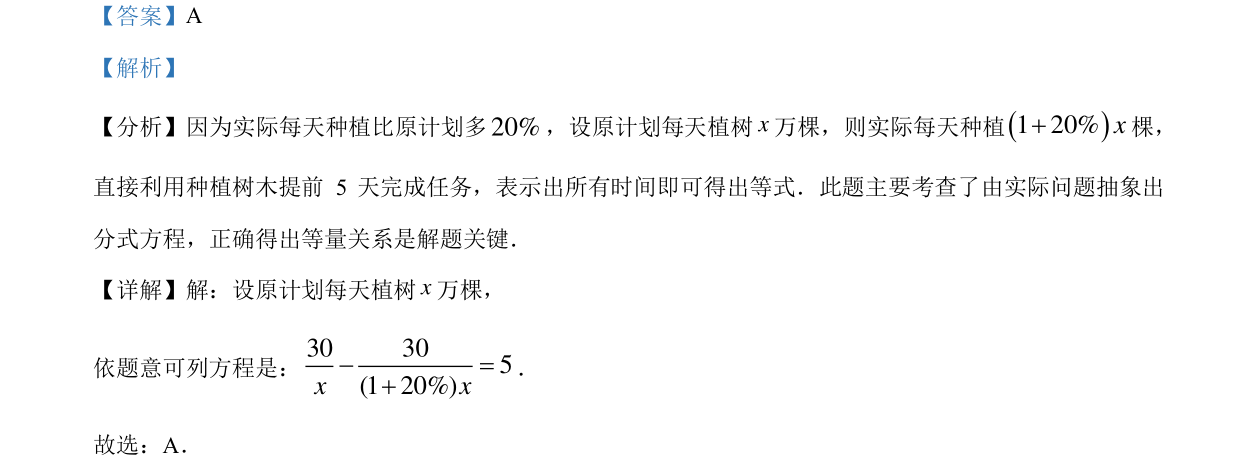 【答案】A
【解析】
【分析】因为实际每天种植比原计划多20%，设原计划每天植树 x 万棵，则实际每天种植(1+20%)x 棵，
直接利用种植树木提前 5 天完成任务，表示出所有时间即可得出等式．此题主要考查了由实际问题抽象出
分式方程，正确得出等量关系是解题关键．
【详解】解：设原计划每天植树 x 万棵，
依题意可列方程是：30/x − 30/((1+20%)x) = 5．
故选：A．